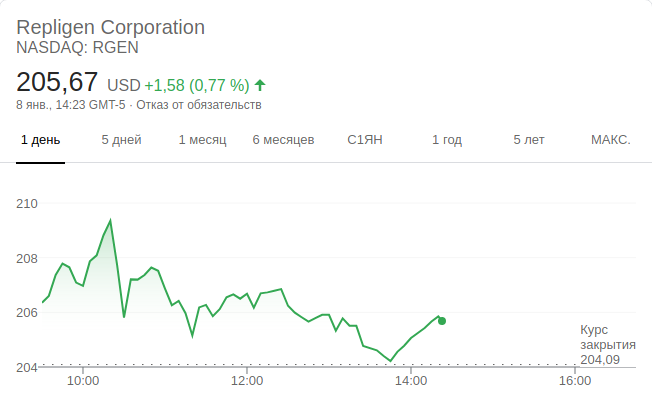 Repligen Corporation
NASDAQ: RGEN
205,67 USD +1,58 (0,77 %)
8 янв., 14:23 GMT-5 · Отказ от обязательств
1 день 5 дней 1 месяц 6 месяцев С1ЯН 1 год 5 лет МАКС.
210
208
206
204
Курс
закрытия
204,09
10:00 12:00 14:00 16:00